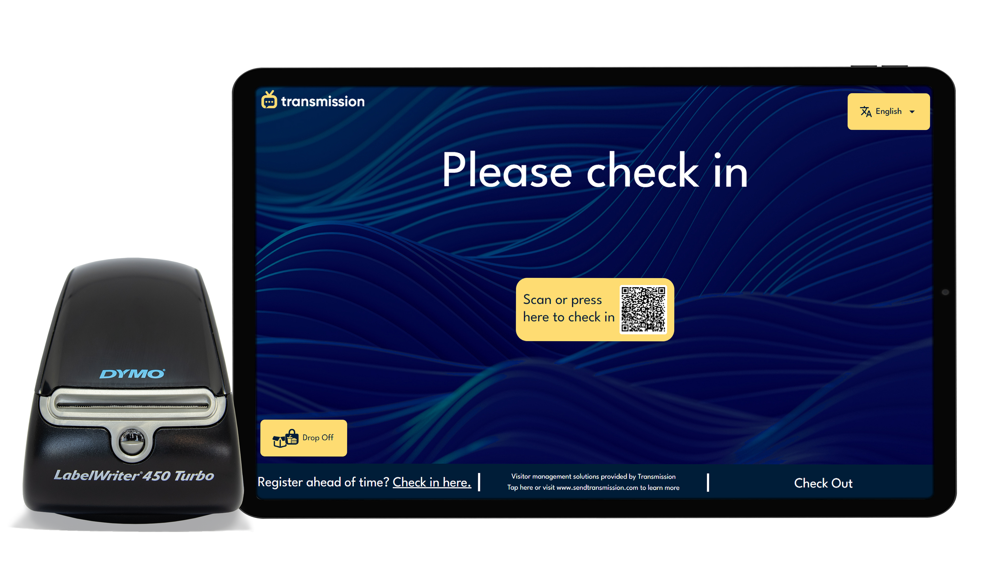 transmission
English
Please check in
Scan or press
here to check in
DYMO®
Drop Off
LabelWriter® 450 Turbo
Register ahead of time? Check in here.
Visitor management solutions provided by Transmission
Tap here or visit www.sendtransmission.com to learn more
Check Out